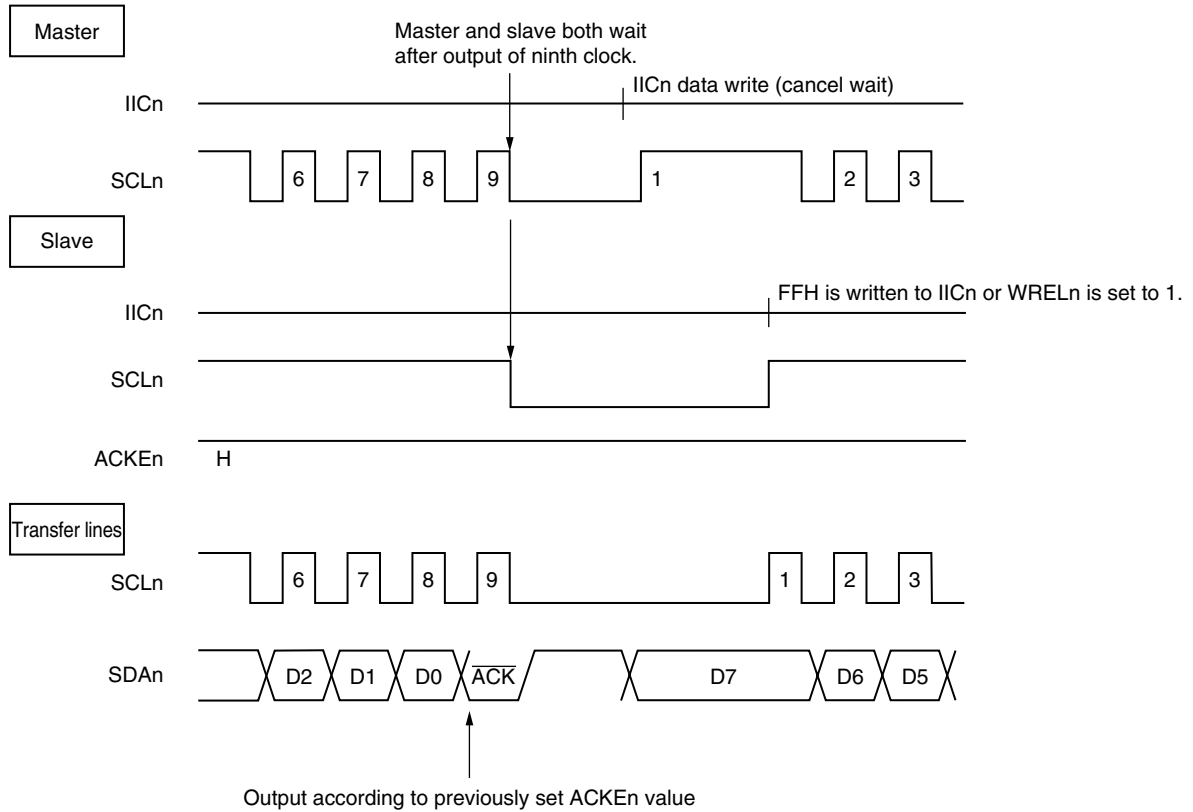 Master
Master and slave both wait
after output of ninth clock.
IICn data write (cancel wait)
IICn
SCLn
6 7 8 9 1 2 3
Slave
FFH is written to IICn or WRELn is set to 1.
IICn
SCLn
ACKEn H
Transfer lines
SCLn
6 7 8 9 1 2 3
SDAn
D2 D1 D0 ACK D7 D6 D5
Output according to previously set ACKEn value